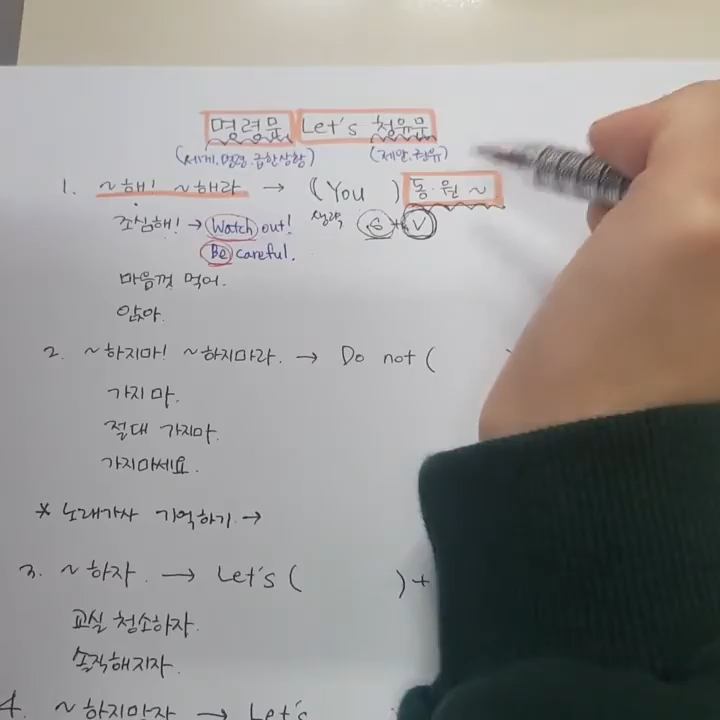 명령문 Let's 청유문
(세게.명령.급한상황) (제안.권유)
1. ~해! ~해라 → (You ) 동.원 ~
생략 S+V
조심해! → Watch out!
Be careful.
마음껏 먹어.
앉아.
2. ~하지마! ~하지마라. → Do not (
가지 마.
절대 가지마.
가지마세요.
* 노래가사 기억하기 →
3. ~하자. → Let's ( )+
교실 청소하자.
솔직해지자.
4. ~하지말자 → Let's